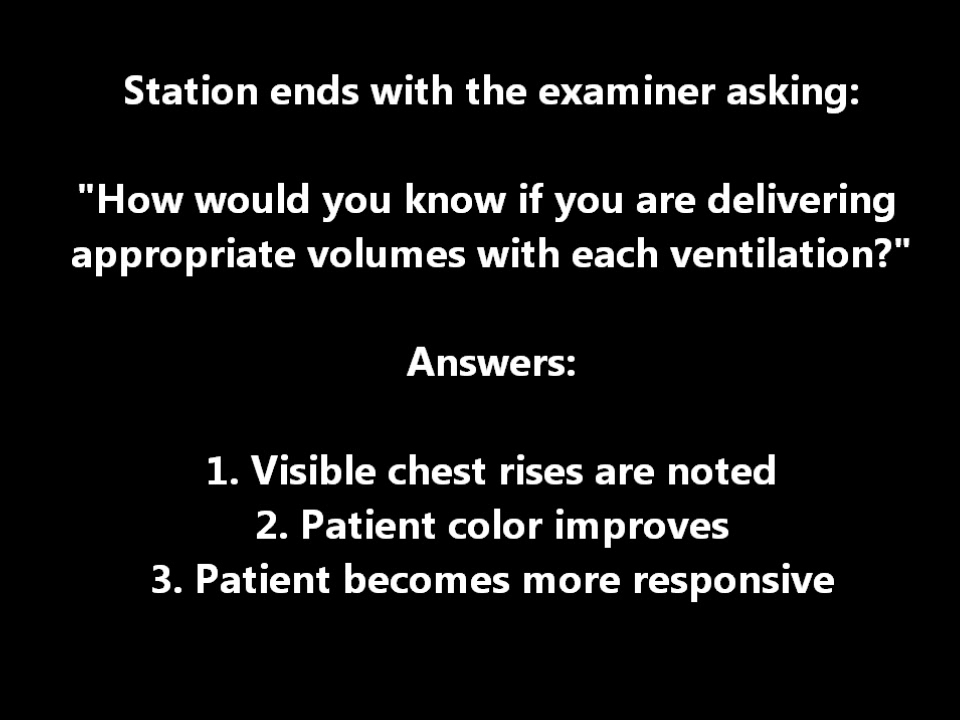 Station ends with the examiner asking:
"How would you know if you are delivering
appropriate volumes with each ventilation?"
Answers:
1. Visible chest rises are noted
2. Patient color improves
3. Patient becomes more responsive